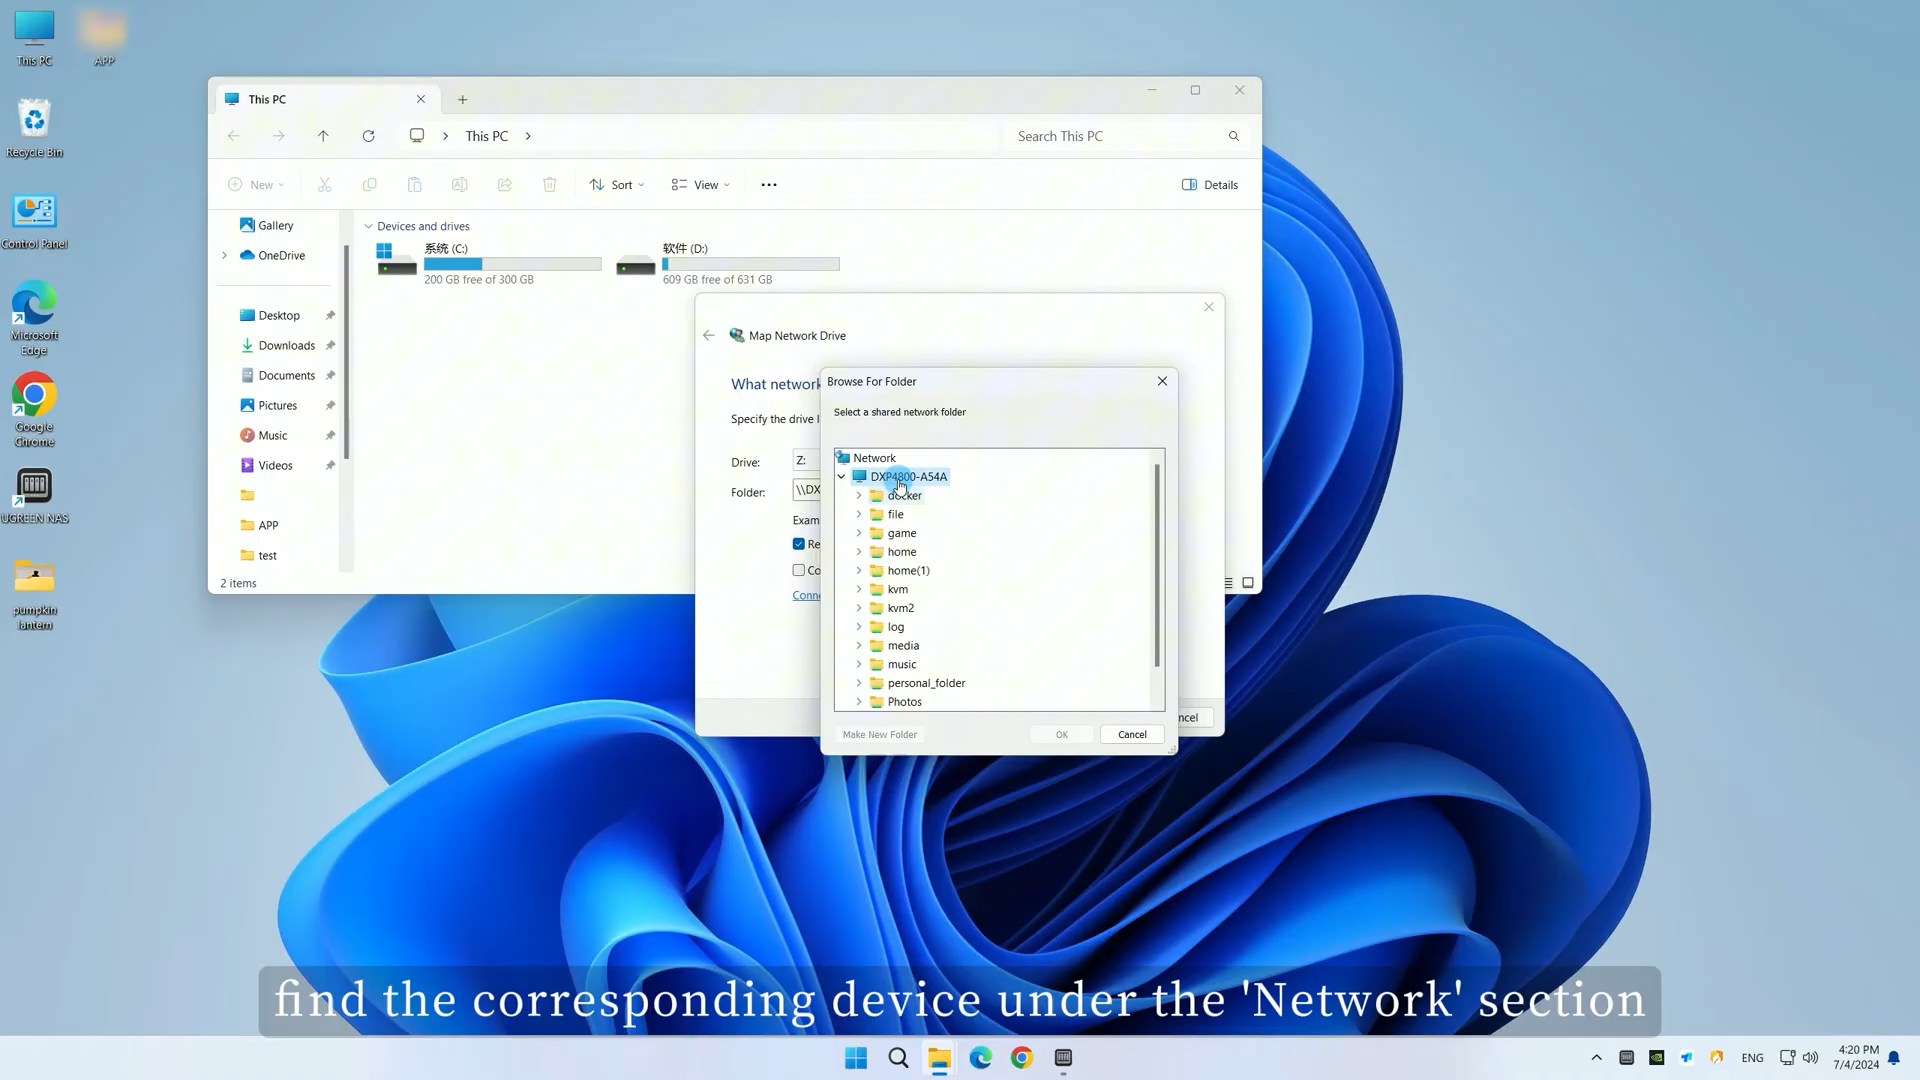 This PC
APP
Recycle Bin
Control Panel
Microsoft
Edge
Google
Chrome
UGREEN NAS
pumpkin
lantern
This PC
This PC
Search This PC
New
Sort
View
Details
Gallery
OneDrive
Desktop
Downloads
Documents
Pictures
Music
Videos
APP
test
2 items
Devices and drives
系统 (C:)
200 GB free of 300 GB
软件 (D:)
609 GB free of 631 GB
Map Network Drive
What network
Specify the drive
Drive:
Z:
Folder:
\\DX
Exam
Re
Co
Conne
ncel
Browse For Folder
Select a shared network folder
Network
DXP4800-A54A
docker
file
game
home
home(1)
kvm
kvm2
log
media
music
personal_folder
Photos
Make New Folder
OK
Cancel
find the corresponding device under the 'Network' section
ENG
4:20 PM
7/4/2024